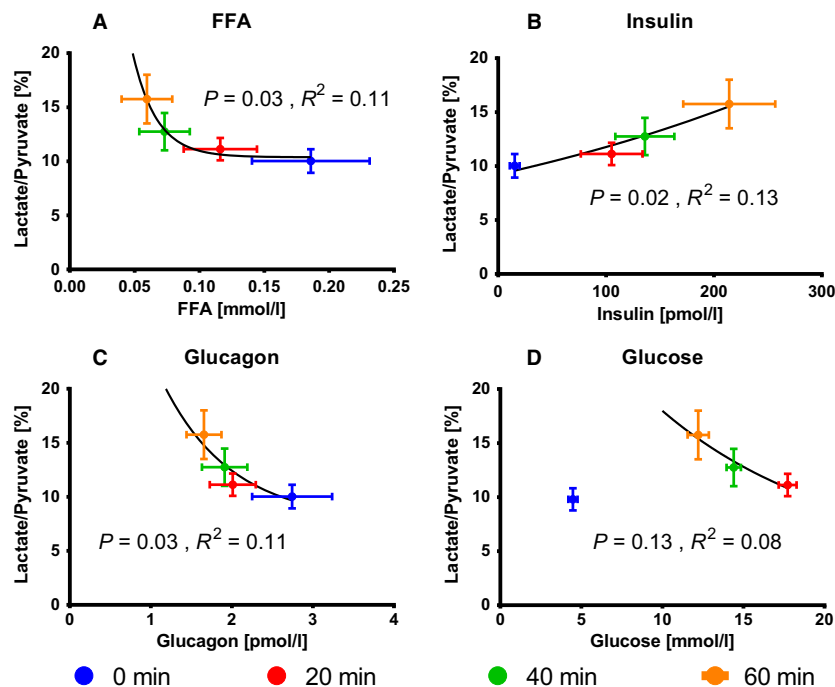 A FFA
Lactate/Pyruvate [%]
20
15
10
5
0
P = 0.03 , R² = 0.11
0.00 0.05 0.10 0.15 0.20 0.25
FFA [mmol/l]
B Insulin
Lactate/Pyruvate [%]
20
15
10
5
0
P = 0.02 , R² = 0.13
0 100 200 300
Insulin [pmol/l]
C Glucagon
Lactate/Pyruvate [%]
20
15
10
5
0
P = 0.03 , R² = 0.11
0 1 2 3 4
Glucagon [pmol/l]
D Glucose
Lactate/Pyruvate [%]
20
15
10
5
0
P = 0.13 , R² = 0.08
0 5 10 15 20
Glucose [mmol/l]
0 min 20 min 40 min 60 min